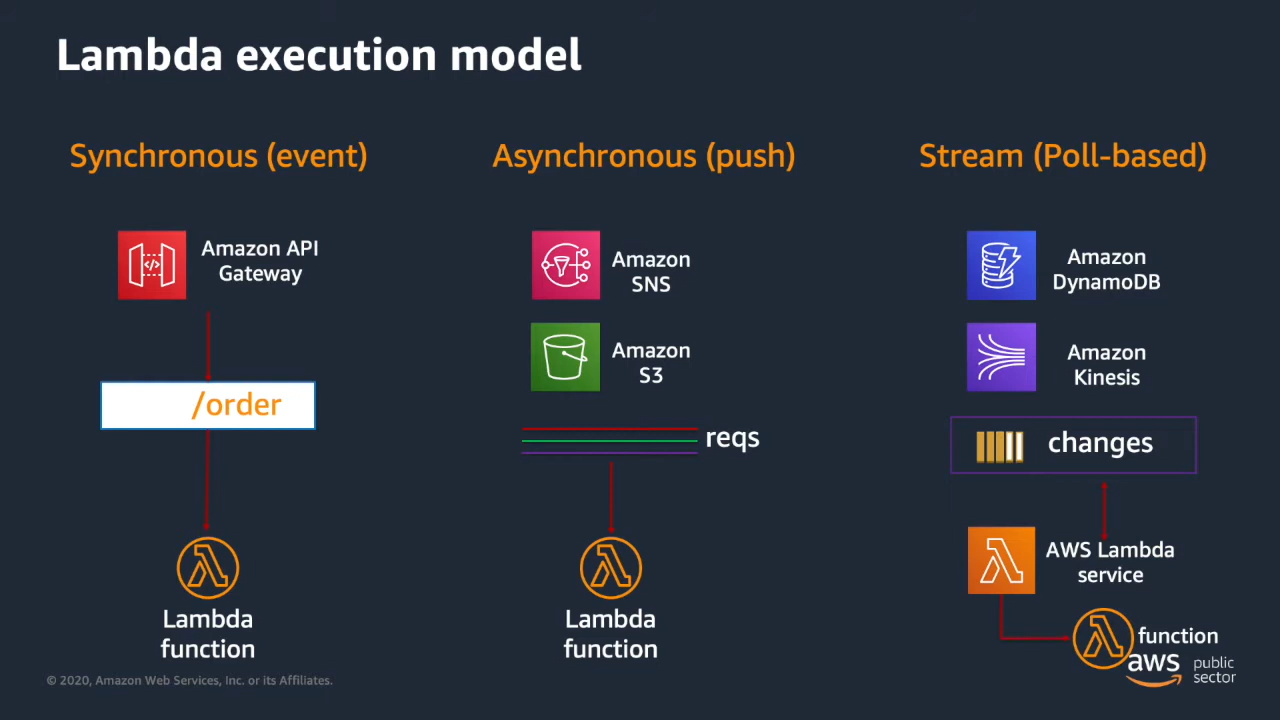 Lambda execution model
Synchronous (event)
Amazon API
Gateway
/order
Lambda
function
Asynchronous (push)
Amazon
SNS
Amazon
S3
reqs
Lambda
function
Stream (Poll-based)
Amazon
DynamoDB
Amazon
Kinesis
changes
AWS Lambda
service
function
© 2020, Amazon Web Services, Inc. or its Affiliates.
aws
public
sector